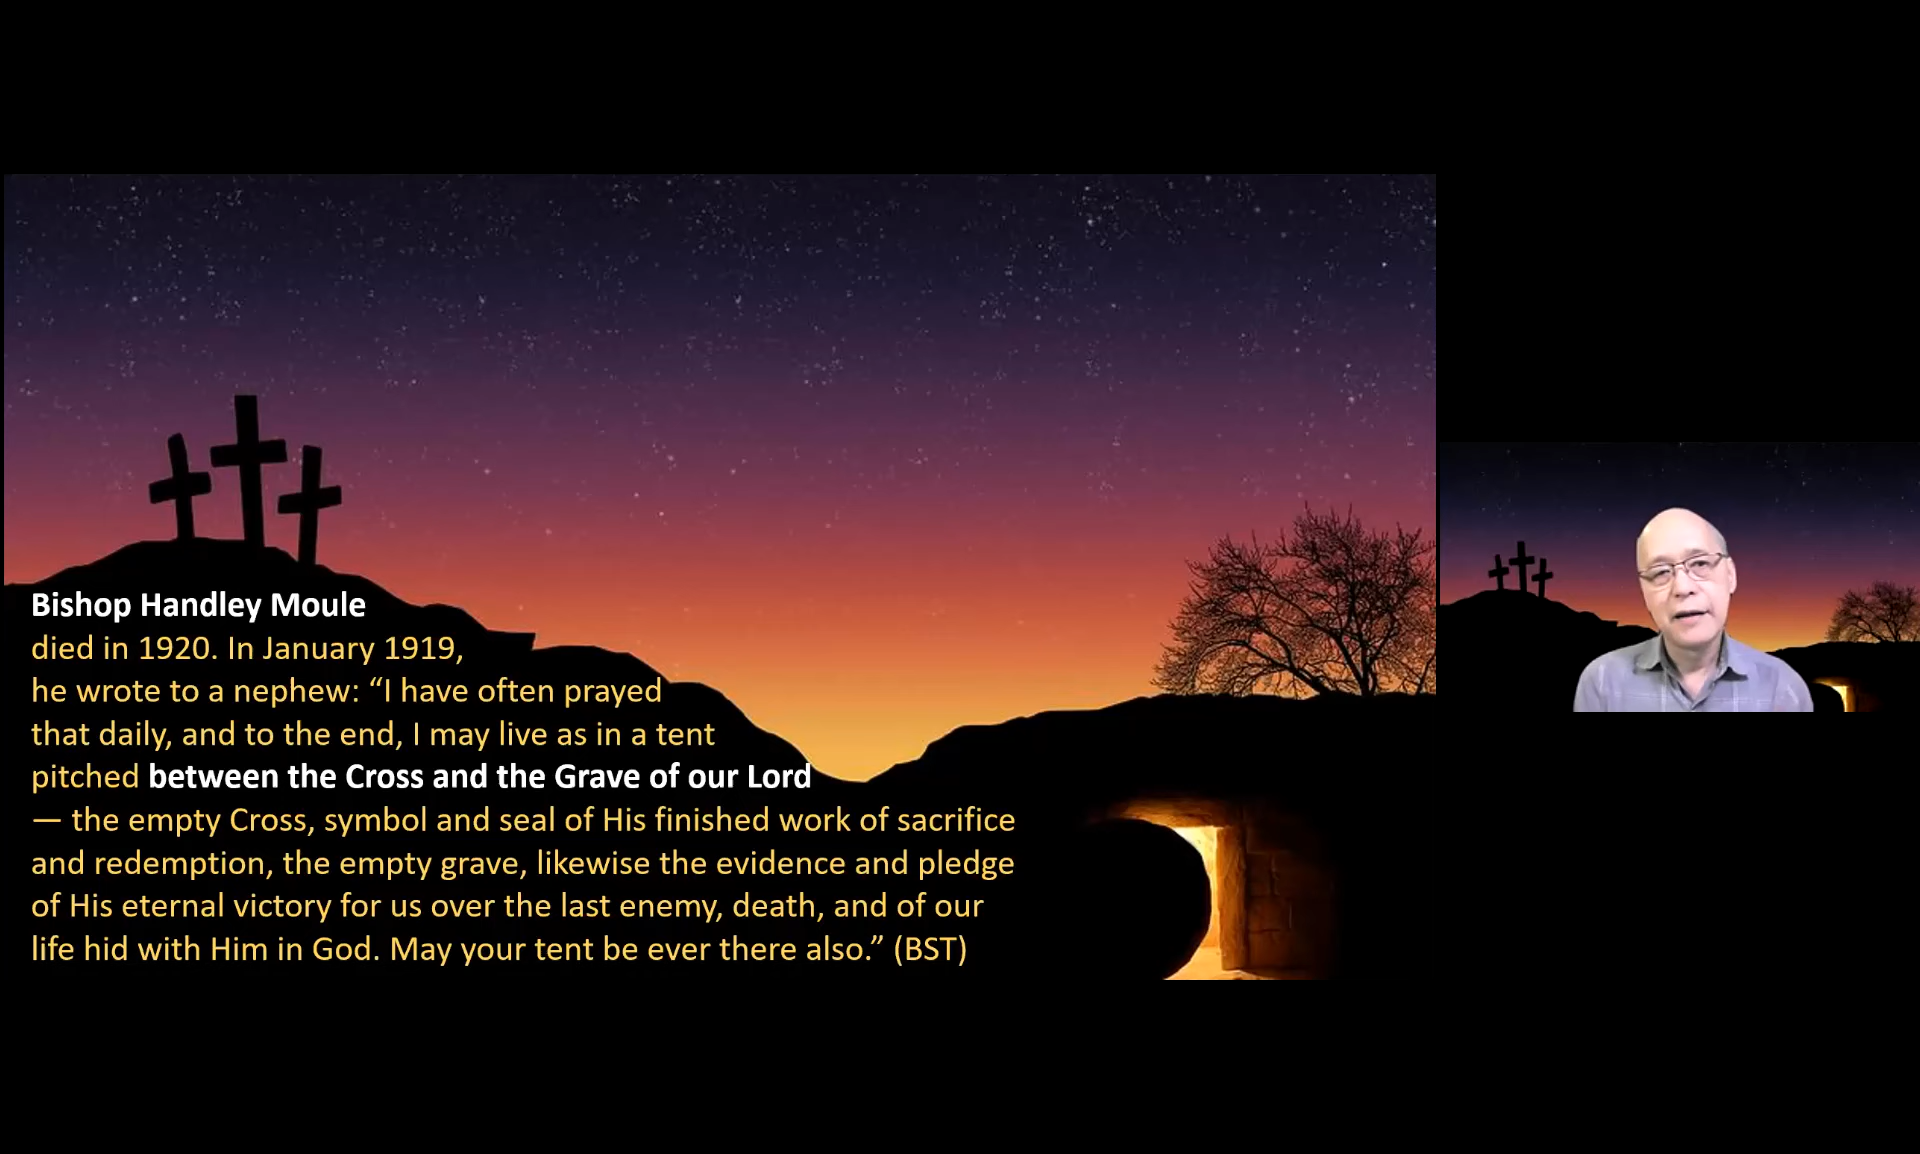 Bishop Handley Moule
died in 1920. In January 1919,
he wrote to a nephew: “I have often prayed
that daily, and to the end, I may live as in a tent
pitched between the Cross and the Grave of our Lord
— the empty Cross, symbol and seal of His finished work of sacrifice
and redemption, the empty grave, likewise the evidence and pledge
of His eternal victory for us over the last enemy, death, and of our
life hid with Him in God. May your tent be ever there also.” (BST)